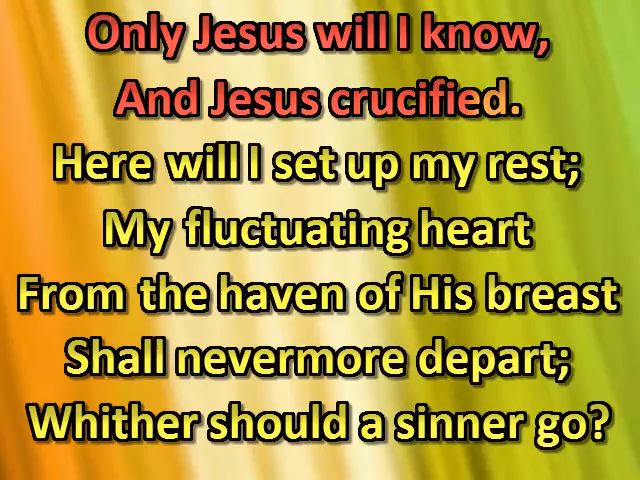 Only Jesus will I know,
And Jesus crucified.
Here will I set up my rest;
My fluctuating heart
From the haven of His breast
Shall nevermore depart;
Whither should a sinner go?